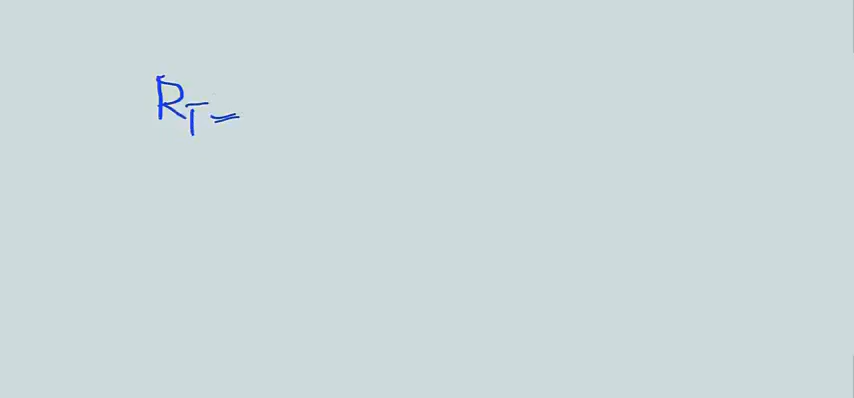 R_T =